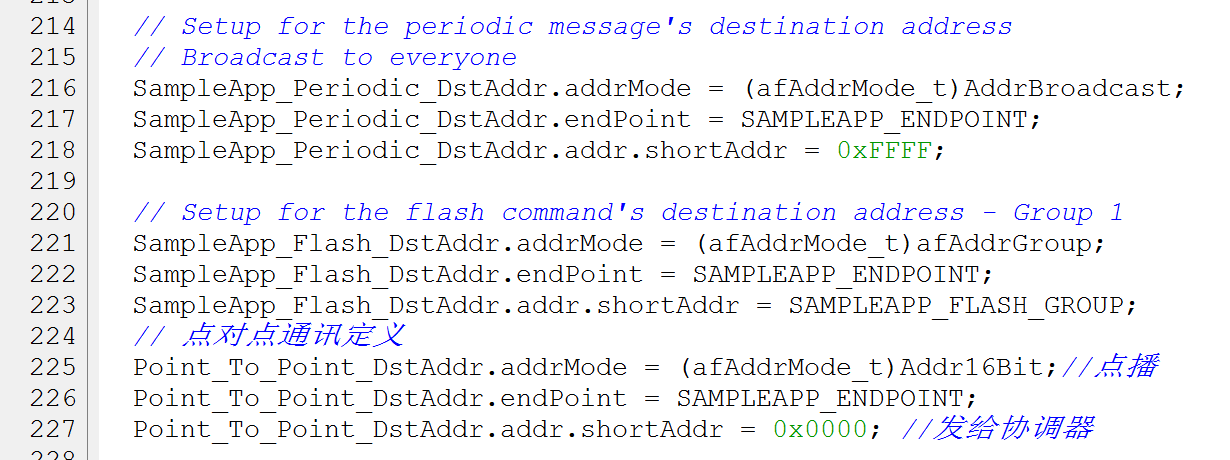 214 // Setup for the periodic message's destination address
215 // Broadcast to everyone
216 SampleApp_Periodic_DstAddr.addrMode = (afAddrMode_t)AddrBroadcast;
217 SampleApp_Periodic_DstAddr.endPoint = SAMPLEAPP_ENDPOINT;
218 SampleApp_Periodic_DstAddr.addr.shortAddr = 0xFFFF;
219
220 // Setup for the flash command's destination address - Group 1
221 SampleApp_Flash_DstAddr.addrMode = (afAddrMode_t)afAddrGroup;
222 SampleApp_Flash_DstAddr.endPoint = SAMPLEAPP_ENDPOINT;
223 SampleApp_Flash_DstAddr.addr.shortAddr = SAMPLEAPP_FLASH_GROUP;
224 // 点对点通讯定义
225 Point_To_Point_DstAddr.addrMode = (afAddrMode_t)Addr16Bit;//点播
226 Point_To_Point_DstAddr.endPoint = SAMPLEAPP_ENDPOINT;
227 Point_To_Point_DstAddr.addr.shortAddr = 0x0000; //发给协调器